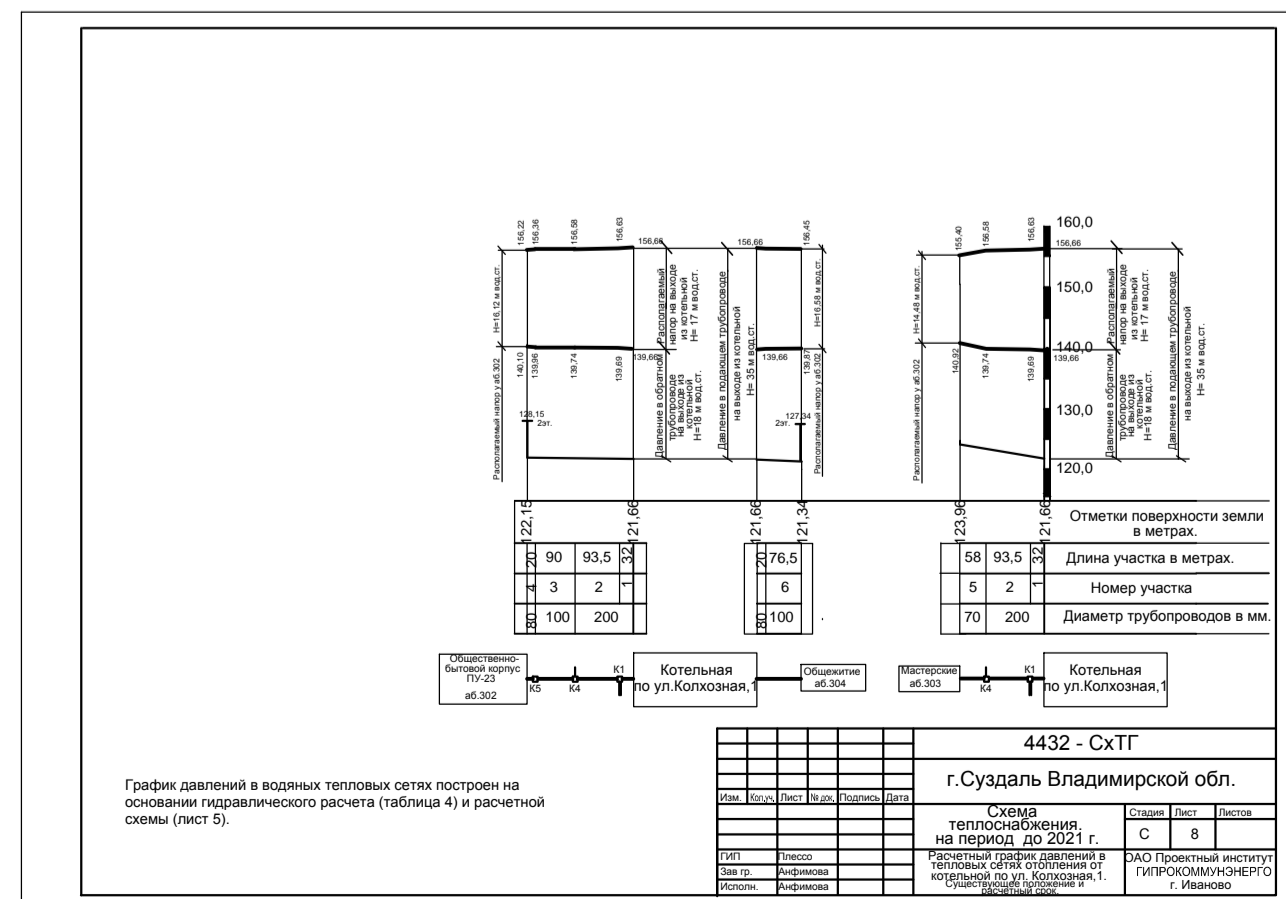 156,22
156,36
156,58
156,63
156,66
Н=16,12 м вод.ст.
Располагаемый напор у аб.302
140,10
139,96
139,74
139,69
139,66
128,15
2эт.
Располагаемый
напор на выходе
из котельной
Н= 17 м вод.ст.
Давление в обратном
трубопроводе
на выходе из
котельной
Н=18 м вод.ст.
Давление в подающем трубопроводе
на выходе из котельной
Н= 35 м вод.ст.
156,66
156,45
139,66
139,87
127,34
2эт.
Н=16,58 м вод.ст.
Располагаемый напор у аб.302
Н=14,48 м вод.ст.
Располагаемый напор у аб.302
155,40
156,58
156,63
156,66
140,92
139,74
139,69
139,66
160,0
150,0
140,0
130,0
120,0
Располагаемый
напор на выходе
из котельной
Н= 17 м вод.ст.
Давление в обратном
трубопроводе
на выходе из
котельной
Н=18 м вод.ст.
Давление в подающем трубопроводе
на выходе из котельной
Н= 35 м вод.ст.
122,15 121,66 121,66 121,34 123,96 121,66
Отметки поверхности земли
в метрах.
20 90 93,5 32 20 76,5 58 93,5 32 Длина участка в метрах.
4 3 2 1 6 5 2 1 Номер участка
80 100 200 80 100 70 200 Диаметр трубопроводов в мм.
Общественно-
бытовой корпус
ПУ-23
аб.302
К5
К4
К1
Котельная
по ул.Колхозная,1
Общежитие
аб.304
Мастерские
аб.303
К4
К1
Котельная
по ул.Колхозная,1
График давлений в водяных тепловых сетях построен на
основании гидравлического расчета (таблица 4) и расчетной
схемы (лист 5).
4432 - СхТГ
г.Суздаль Владимирской обл.
Изм. Кол.уч. Лист № док. Подпись Дата
Схема
теплоснабжения.
на период до 2021 г.
Стадия Лист Листов
С 8
ГИП Плессо
Зав гр. Анфимова
Исполн. Анфимова
Расчетный график давлений в
тепловых сетях отопления от
котельной по ул. Колхозная,1.
Существующее положение и
расчетный срок.
ОАО Проектный институт
ГИПРОКОММУНЭНЕРГО
г. Иваново